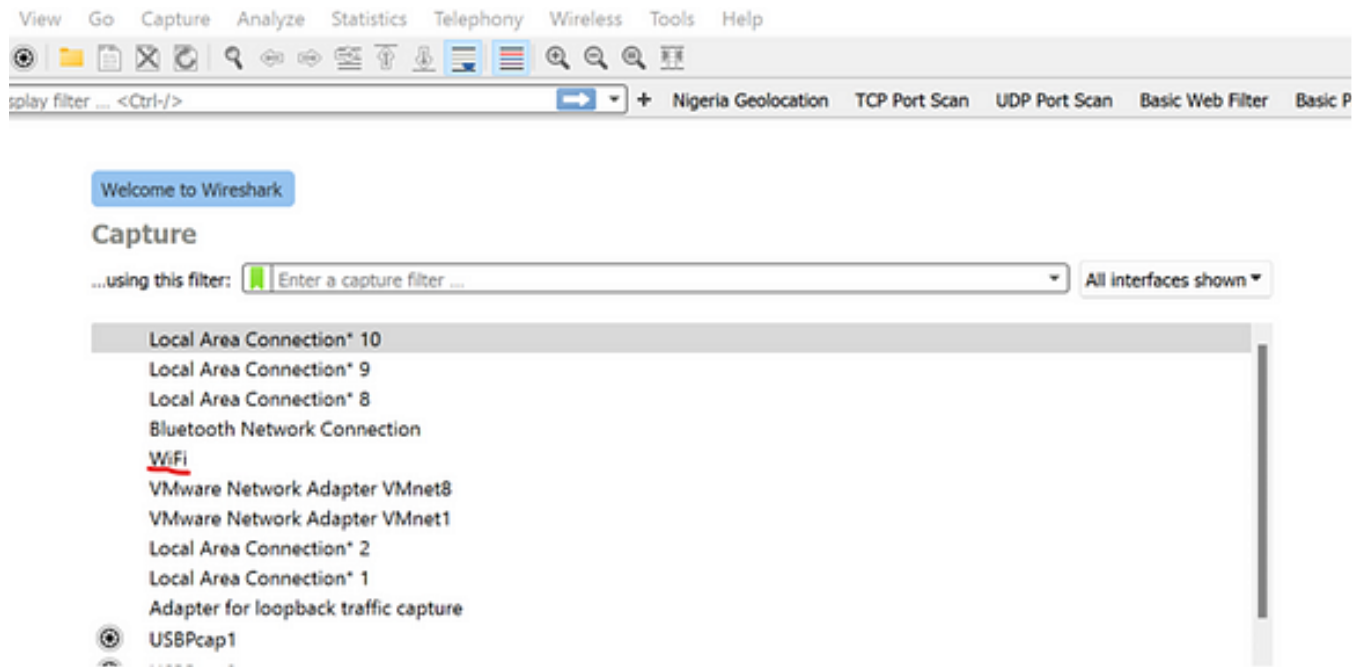 View Go Capture Analyze Statistics Telephony Wireless Tools Help
splay filter ... <Ctrl-/> + Nigeria Geolocation TCP Port Scan UDP Port Scan Basic Web Filter Basic P
Welcome to Wireshark
Capture
...using this filter: Enter a capture filter ... All interfaces shown
Local Area Connection* 10
Local Area Connection* 9
Local Area Connection* 8
Bluetooth Network Connection
WiFi
VMware Network Adapter VMnet8
VMware Network Adapter VMnet1
Local Area Connection* 2
Local Area Connection* 1
Adapter for loopback traffic capture
USBPcap1